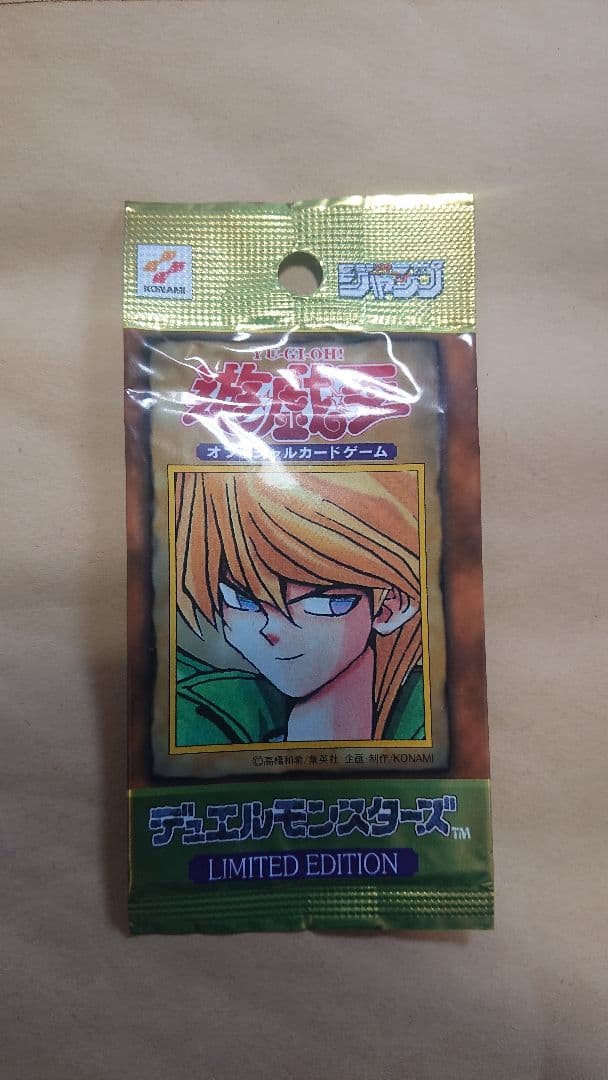 KONAMI
ジャンプ
YU-GI-OH!
遊戯王
オフィシャルカードゲーム
©高橋和希/集英社 企画・制作/KONAMI
デュエルモンスターズ™
LIMITED EDITION